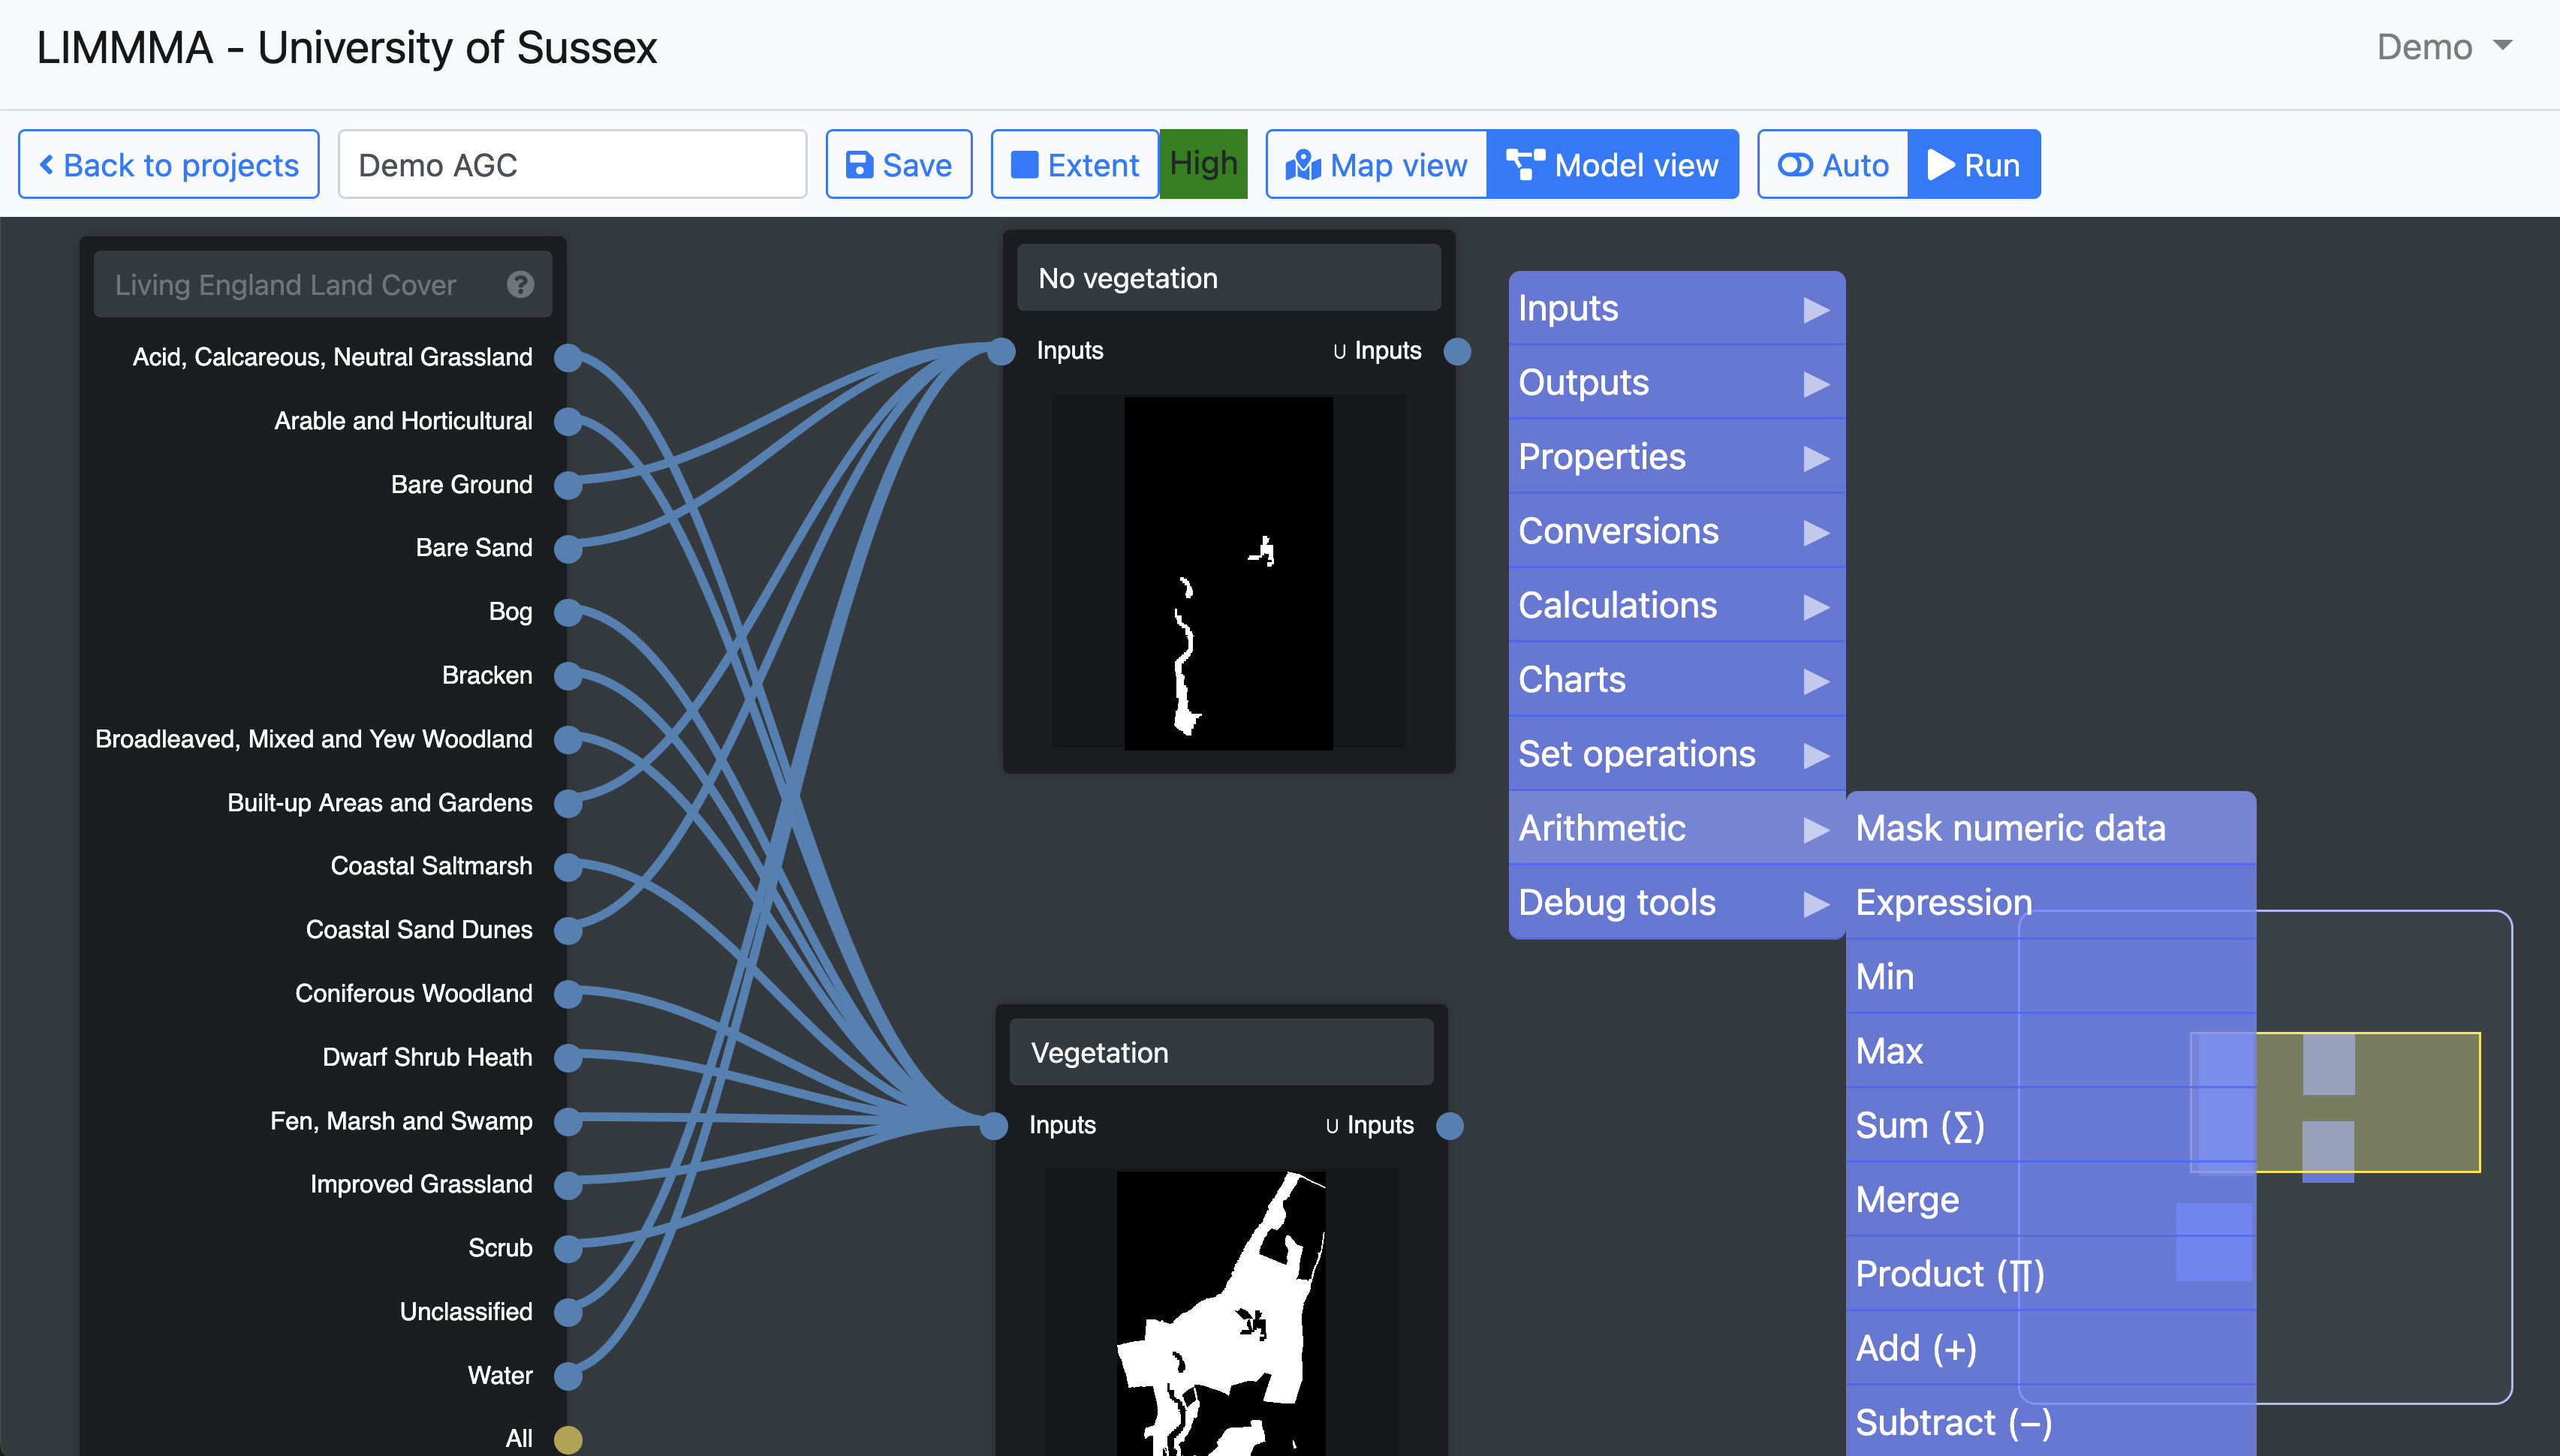 LIMMMA - University of Sussex
Demo
Back to projects
Demo AGC
Save
Extent
High
Map view
Model view
Auto
Run
Living England Land Cover
Acid, Calcareous, Neutral Grassland
Arable and Horticultural
Bare Ground
Bare Sand
Bog
Bracken
Broadleaved, Mixed and Yew Woodland
Built-up Areas and Gardens
Coastal Saltmarsh
Coastal Sand Dunes
Coniferous Woodland
Dwarf Shrub Heath
Fen, Marsh and Swamp
Improved Grassland
Scrub
Unclassified
Water
All
No vegetation
Inputs
∪ Inputs
Vegetation
Inputs
∪ Inputs
Inputs
Outputs
Properties
Conversions
Calculations
Charts
Set operations
Arithmetic
Debug tools
Mask numeric data
Expression
Min
Max
Sum (∑)
Merge
Product (∏)
Add (+)
Subtract (−)